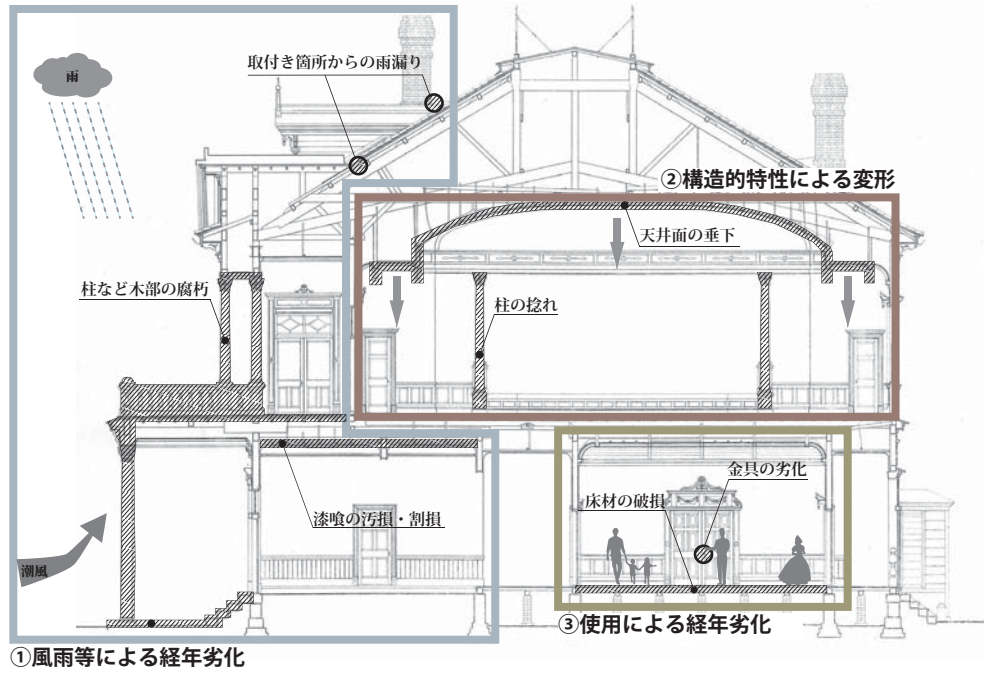 雨
取付き箇所からの雨漏り
②構造的特性による変形
天井面の垂下
柱など木部の腐朽
柱の捻れ
金具の劣化
床材の破損
漆喰の汚損・割損
潮風
③使用による経年劣化
①風雨等による経年劣化